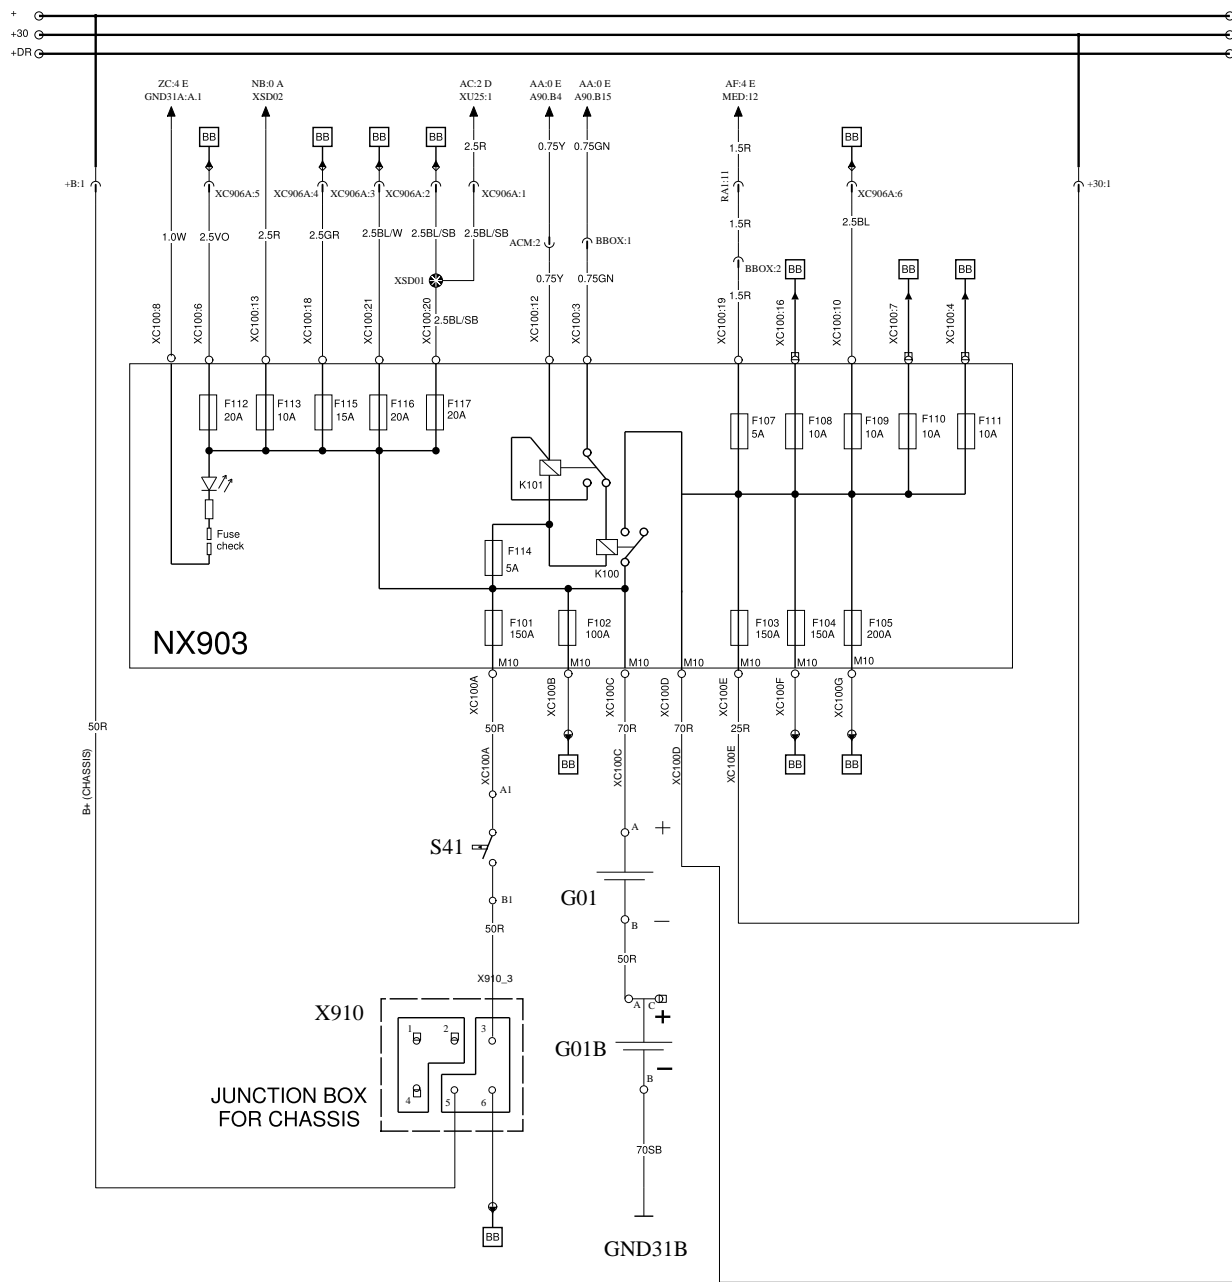 +
+30
+DR
ZC:4 E
GND31A:A.1
NB:0 A
XSD02
AC:2 D
XU25:1
AA:0 E
A90.B4
AA:0 E
A90.B15
AF:4 E
MED:12
BB
BB
BB
BB
BB
2.5R
0.75Y
0.75GN
1.5R
+B:1
XC906A:5
XC906A:4
XC906A:3
XC906A:2
XC906A:1
RA1:11
XC906A:6
+30:1
1.0W
2.5VO
2.5R
2.5GR
2.5BL/W
2.5BL/SB
2.5BL/SB
ACM:2
BBOX:1
1.5R
2.5BL
XSD01
0.75Y
0.75GN
BBOX:2
BB
BB
BB
1.5R
2.5BL/SB
XC100:8
XC100:6
XC100:13
XC100:18
XC100:21
XC100:20
XC100:12
XC100:3
XC100:19
XC100:16
XC100:10
XC100:7
XC100:4
F112
20A
F113
10A
F115
15A
F116
20A
F117
20A
F107
5A
F108
10A
F109
10A
F110
10A
F111
10A
K101
Fuse
check
F114
5A
K100
F101
150A
F102
100A
F103
150A
F104
150A
F105
200A
NX903
M10
M10
M10
M10
M10
M10
M10
XC100A
XC100B
XC100C
XC100D
XC100E
XC100F
XC100G
50R
50R
70R
70R
25R
B+ (CHASSIS)
XC100A
XC100C
XC100D
XC100E
BB
BB
BB
A1
S41
B1
50R
A
+
G01
B
—
50R
X910_3
X910
1
2
3
4
5
6
A
C
+
G01B
B
—
JUNCTION BOX
FOR CHASSIS
70SB
BB
GND31B